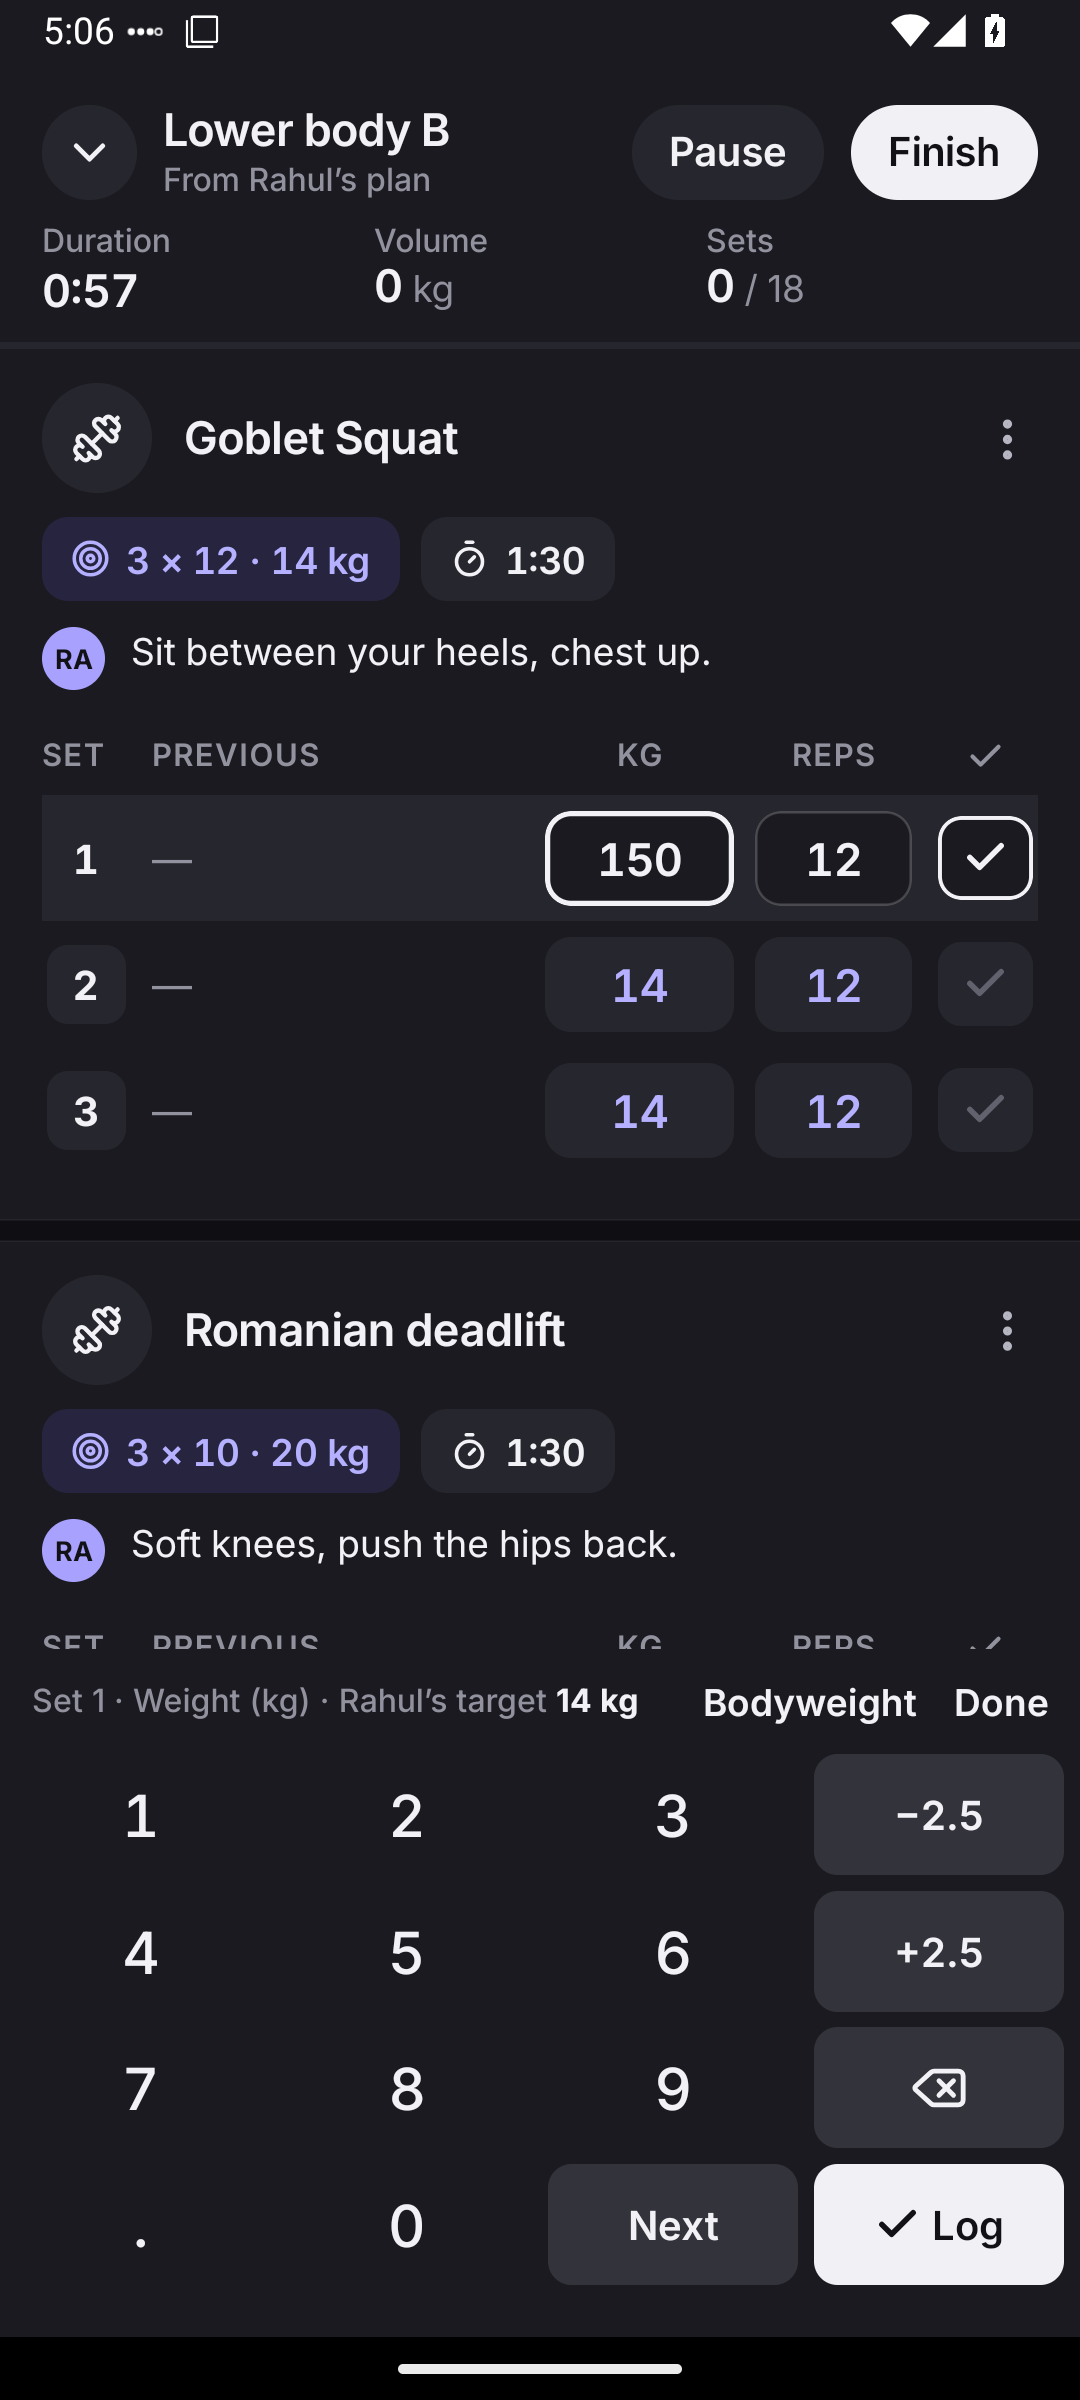 5:06
Lower body B
From Rahul's plan
Pause
Finish
Duration
Volume
Sets
0:57
0 kg
0 / 18
Goblet Squat
3 × 12 · 14 kg
1:30
RA
Sit between your heels, chest up.
SET PREVIOUS KG REPS
1 — 150 12
2 — 14 12
3 — 14 12
Romanian deadlift
3 × 10 · 20 kg
1:30
RA
Soft knees, push the hips back.
SET PREVIOUS KG REPS
Set 1 · Weight (kg) · Rahul's target 14 kg
Bodyweight
Done
1 2 3 −2.5
4 5 6 +2.5
7 8 9
. 0 Next Log